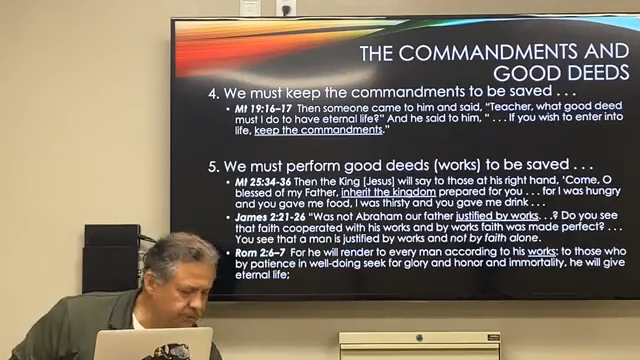 THE COMMANDMENTS AND
GOOD DEEDS
4. We must keep the commandments to be saved . . .
• Mt 19:16–17 Then someone came to him and said, "Teacher, what good deed
must I do to have eternal life?" And he said to him, " . . . If you wish to enter into
life, keep the commandments."
5. We must perform good deeds (works) to be saved . . .
• Mt 25:34-36 Then the King [Jesus] will say to those at his right hand, 'Come, O
blessed of my Father, inherit the kingdom prepared for you . . . for I was hungry
and you gave me food, I was thirsty and you gave me drink . . .
• James 2:21-26 "Was not Abraham our father justified by works. . .? Do you see
that faith cooperated with his works and by works faith was made perfect? . . .
You see that a man is justified by works and not by faith alone.
• Rom 2:6–7 For he will render to every man according to his works: to those who
by patience in well-doing seek for glory and honor and immortality, he will give
eternal life;